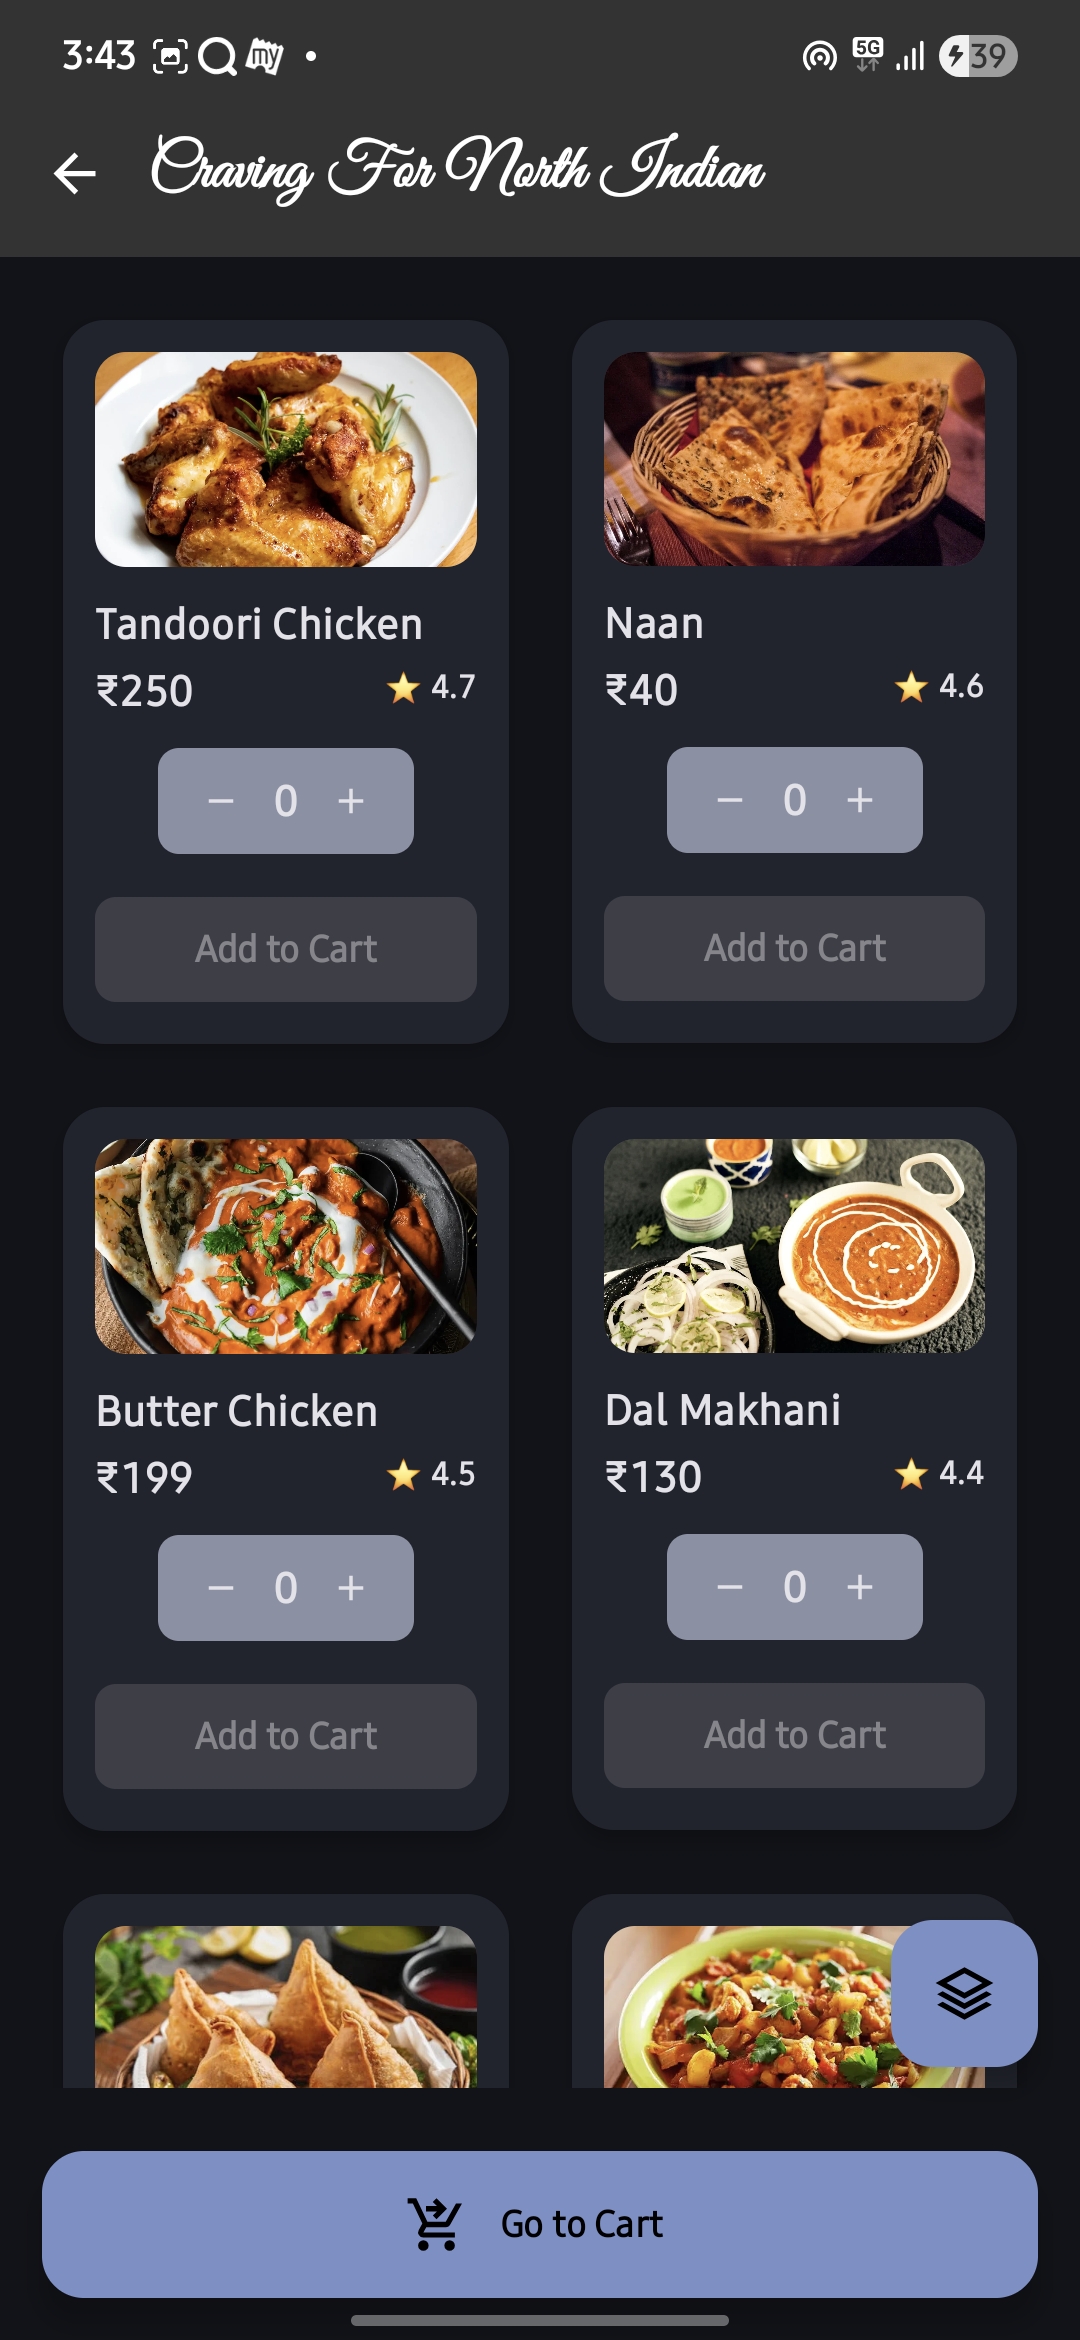 3:43 my 5G 39
Craving For North Indian
Tandoori Chicken
₹250 ⭐ 4.7
− 0 +
Add to Cart
Naan
₹40 ⭐ 4.6
− 0 +
Add to Cart
Butter Chicken
₹199 ⭐ 4.5
− 0 +
Add to Cart
Dal Makhani
₹130 ⭐ 4.4
− 0 +
Add to Cart
Go to Cart